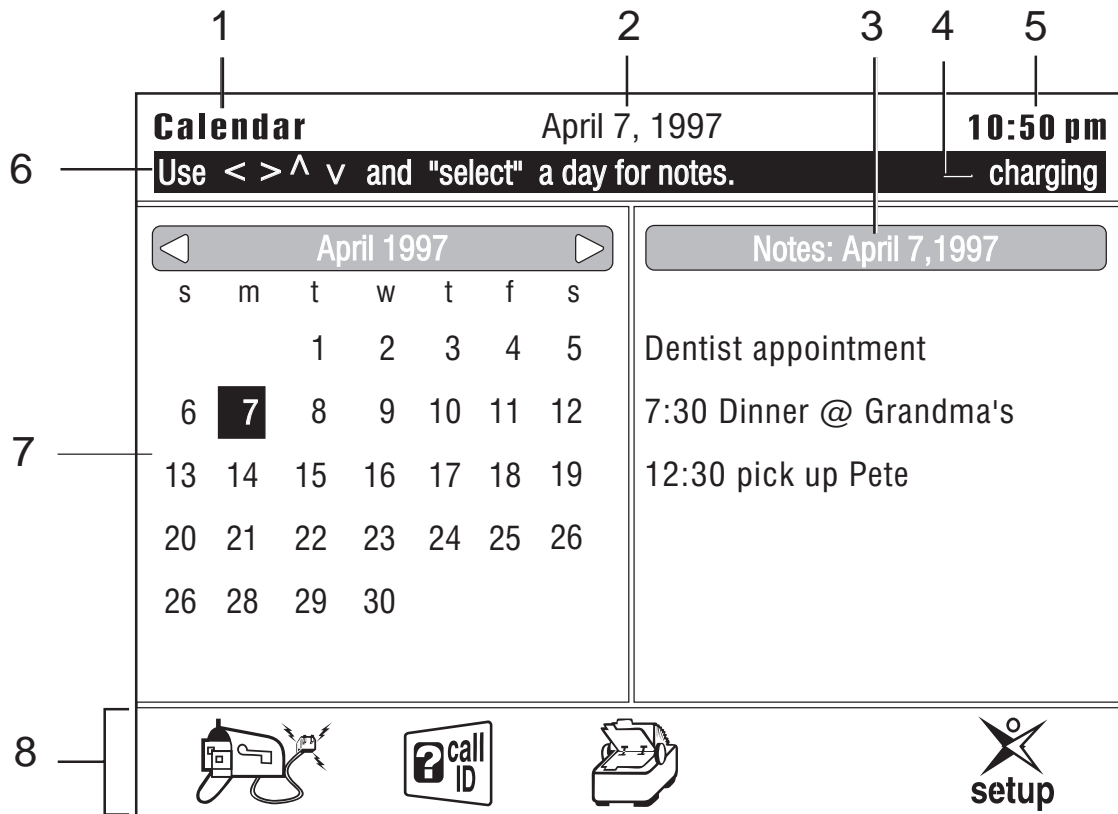 1 2 3 4 5
Calendar April 7, 1997 10:50 pm
6
Use < > ^ v and "select" a day for notes. — charging
April 1997
s m t w t f s
1 2 3 4 5
6 7 8 9 10 11 12
13 14 15 16 17 18 19
20 21 22 23 24 25 26
26 28 29 30
7
Notes: April 7,1997
Dentist appointment
7:30 Dinner @ Grandma's
12:30 pick up Pete
8
? call ID
setup